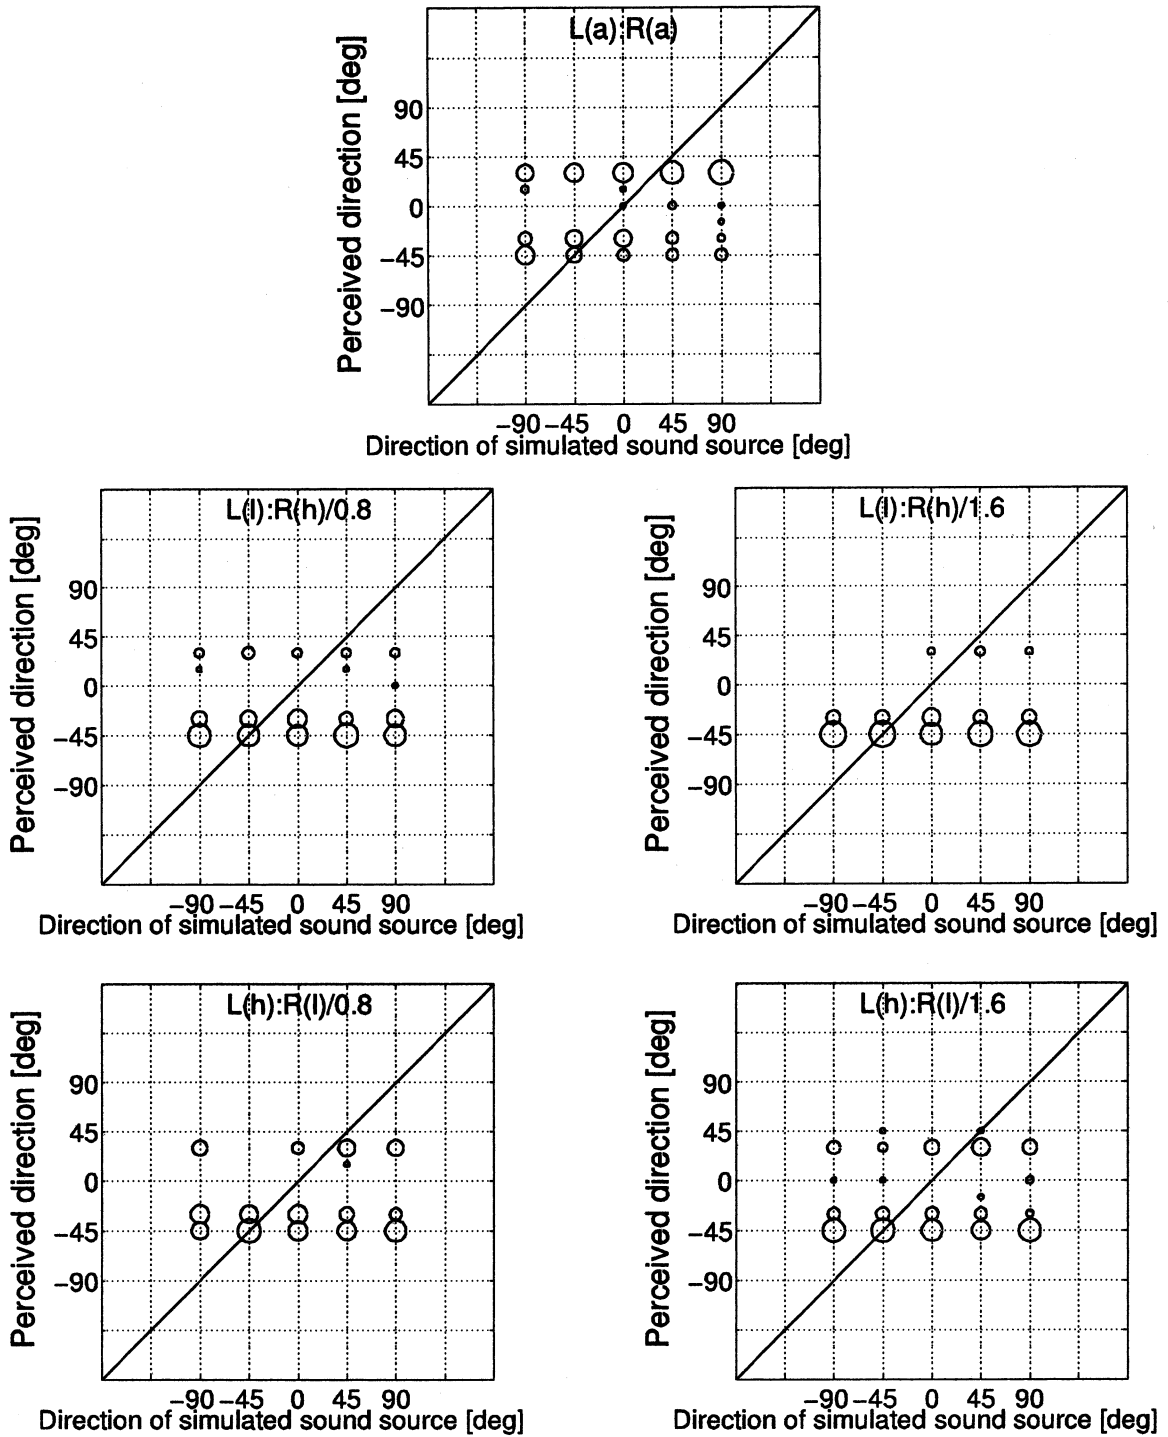 L(a):R(a)
Perceived direction [deg]
90
45
0
−45
−90
−90 −45 0 45 90
Direction of simulated sound source [deg]
L(l):R(h)/0.8
Perceived direction [deg]
90
45
0
−45
−90
−90 −45 0 45 90
Direction of simulated sound source [deg]
L(l):R(h)/1.6
Perceived direction [deg]
90
45
0
−45
−90
−90 −45 0 45 90
Direction of simulated sound source [deg]
L(h):R(l)/0.8
Perceived direction [deg]
90
45
0
−45
−90
−90 −45 0 45 90
Direction of simulated sound source [deg]
L(h):R(l)/1.6
Perceived direction [deg]
90
45
0
−45
−90
−90 −45 0 45 90
Direction of simulated sound source [deg]